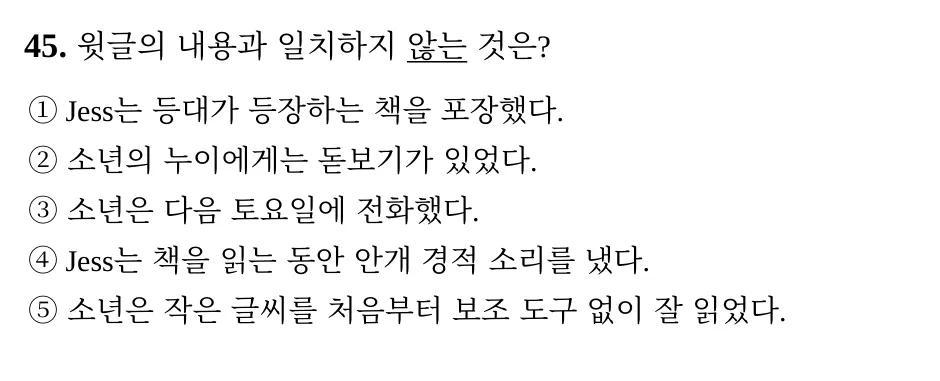 45. 윗글의 내용과 일치하지 않는 것은?
① Jess는 등대가 등장하는 책을 포장했다.
② 소년의 누이에게는 돋보기가 있었다.
③ 소년은 다음 토요일에 전화했다.
④ Jess는 책을 읽는 동안 안개 경적 소리를 냈다.
⑤ 소년은 작은 글씨를 처음부터 보조 도구 없이 잘 읽었다.